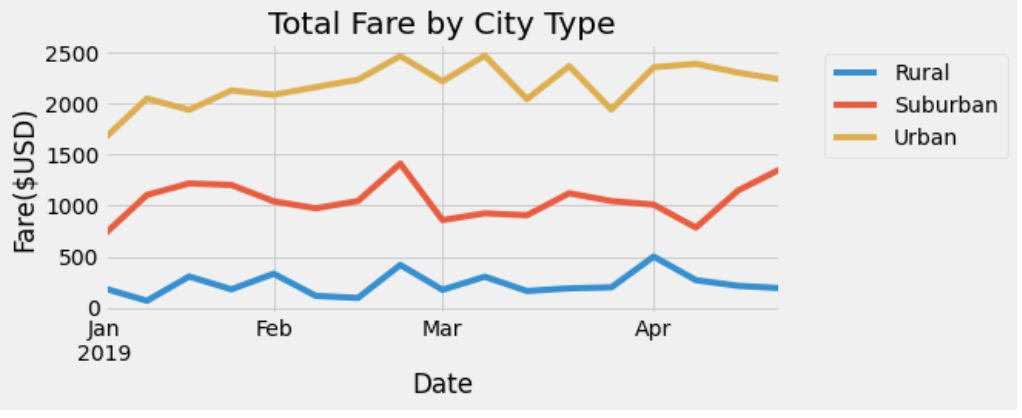 Total Fare by City Type
Fare($USD)
2500
2000
1500
1000
500
0
Jan
2019
Feb
Mar
Apr
Date
Rural
Suburban
Urban